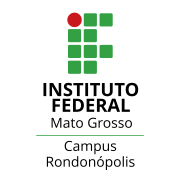 INSTITUTO
FEDERAL
Mato Grosso
Campus
Rondonópolis